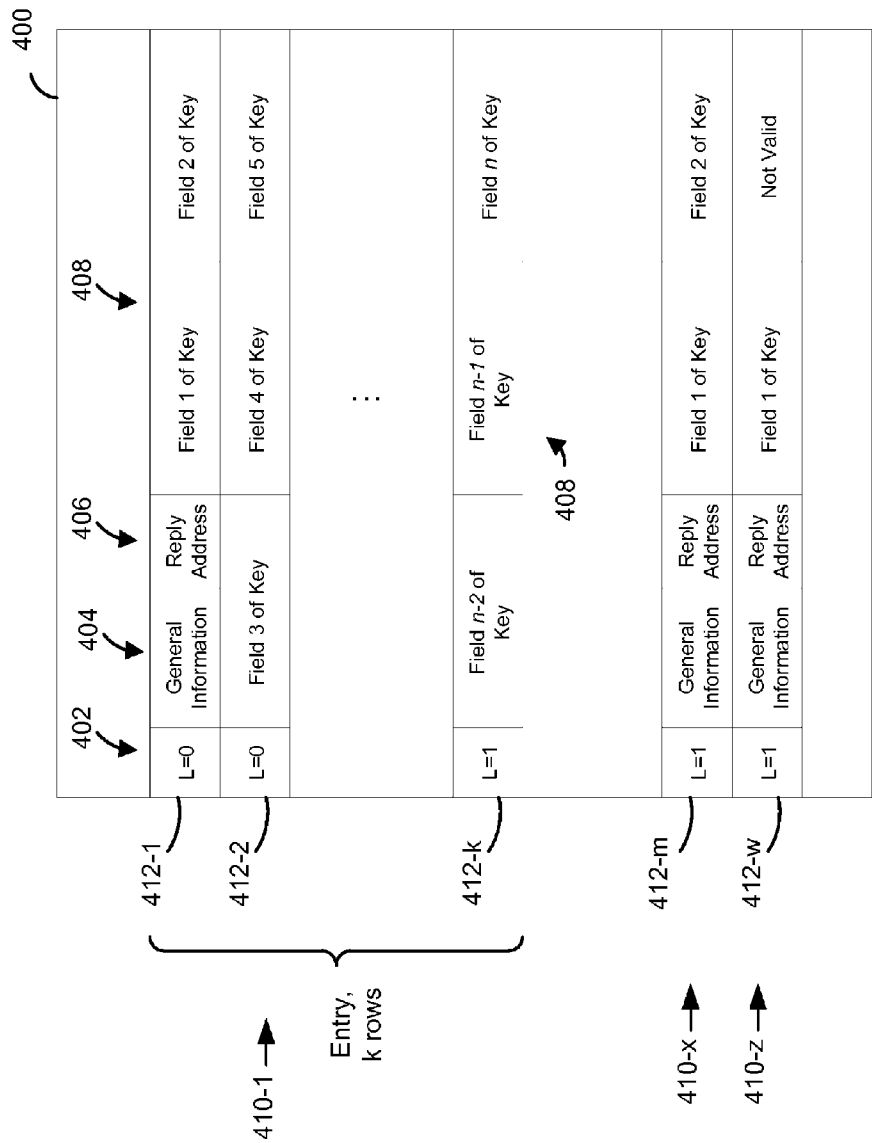 400
402
404
406
408
412-1
L=0
General
Information
Reply
Address
Field 1 of Key
Field 2 of Key
412-2
L=0
Field 3 of Key
Field 4 of Key
Field 5 of Key
410-1
Entry,
k rows
...
412-k
L=1
Field n-2 of
Key
Field n-1 of
Key
Field n of Key
408
410-x
412-m
L=1
General
Information
Reply
Address
Field 1 of Key
Field 2 of Key
410-z
412-w
L=1
General
Information
Reply
Address
Field 1 of Key
Not Valid